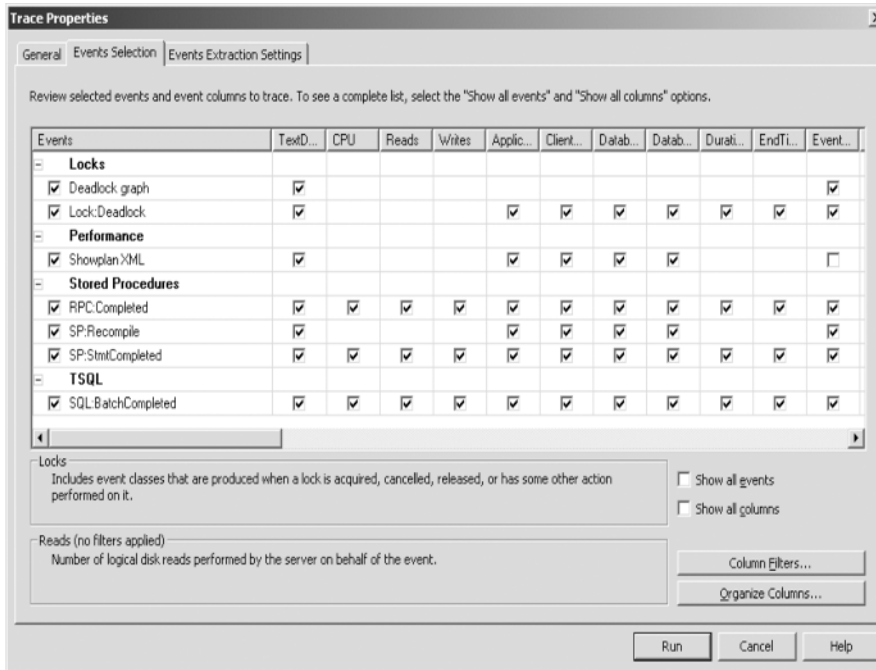 Trace Properties
General Events Selection Events Extraction Settings
Review selected events and event columns to trace. To see a complete list, select the "Show all events" and "Show all columns" options.
Events TextD... CPU Reads Writes Applic... Client... Datab... Datab... Durati... EndTi... Event...
Locks
Deadlock graph
Lock:Deadlock
Performance
Showplan XML
Stored Procedures
RPC:Completed
SP:Recompile
SP:StmtCompleted
TSQL
SQL:BatchCompleted
Locks
Includes event classes that are produced when a lock is acquired, cancelled, released, or has some other action
performed on it.
Show all events
Show all columns
Reads (no filters applied)
Number of logical disk reads performed by the server on behalf of the event.
Column Filters...
Organize Columns...
Run Cancel Help